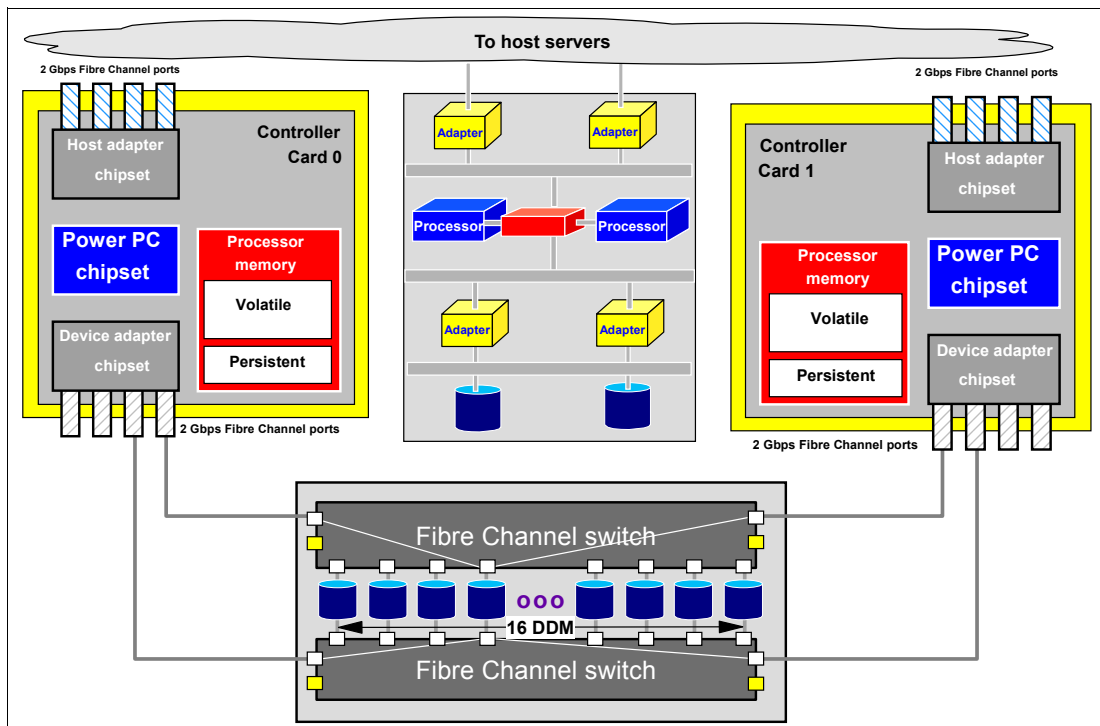 To host servers
2 Gbps Fibre Channel ports
Controller
Card 0
Host adapter
chipset
Power PC
chipset
Processor
memory
Volatile
Persistent
Device adapter
chipset
2 Gbps Fibre Channel ports
Adapter
Adapter
Processor
Processor
Adapter
Adapter
2 Gbps Fibre Channel ports
Controller
Card 1
Host adapter
chipset
Processor
memory
Volatile
Persistent
Power PC
chipset
Device adapter
chipset
2 Gbps Fibre Channel ports
Fibre Channel switch
ooo
16 DDM
Fibre Channel switch